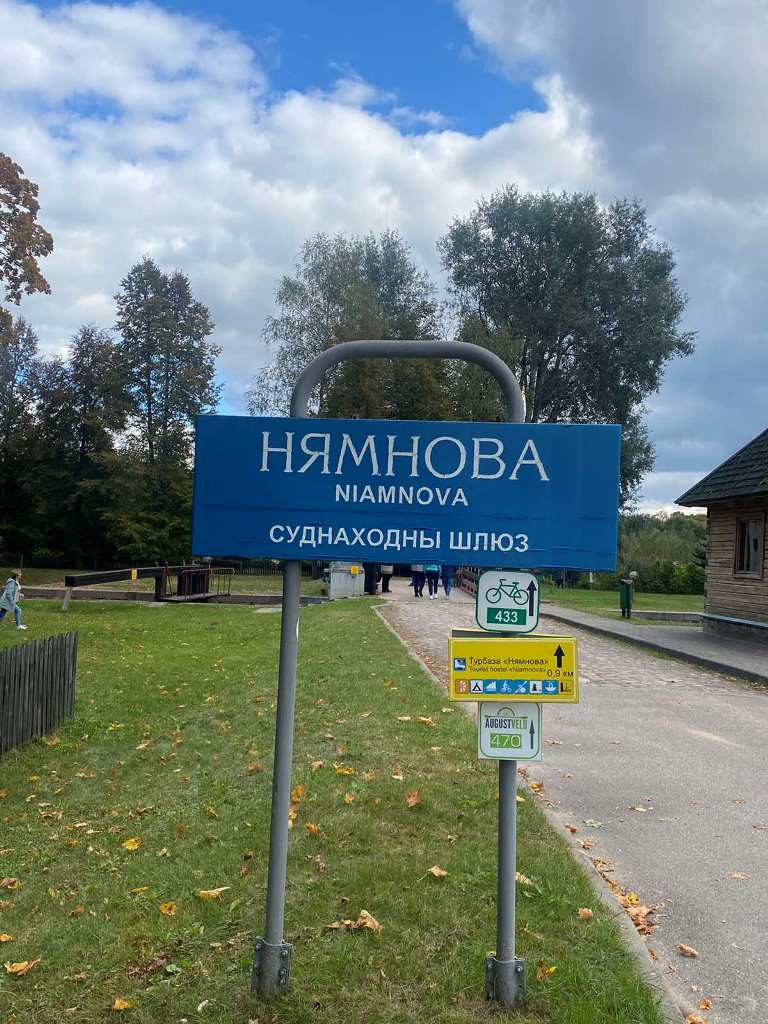 НЯМНОВА
NIAMNOVA
СУДНАХОДНЫ ШЛЮЗ
433
Турбаза «Нямнова»
Tourist hostel «Niamnova»
0,9 км
AUGUSTVELO
470